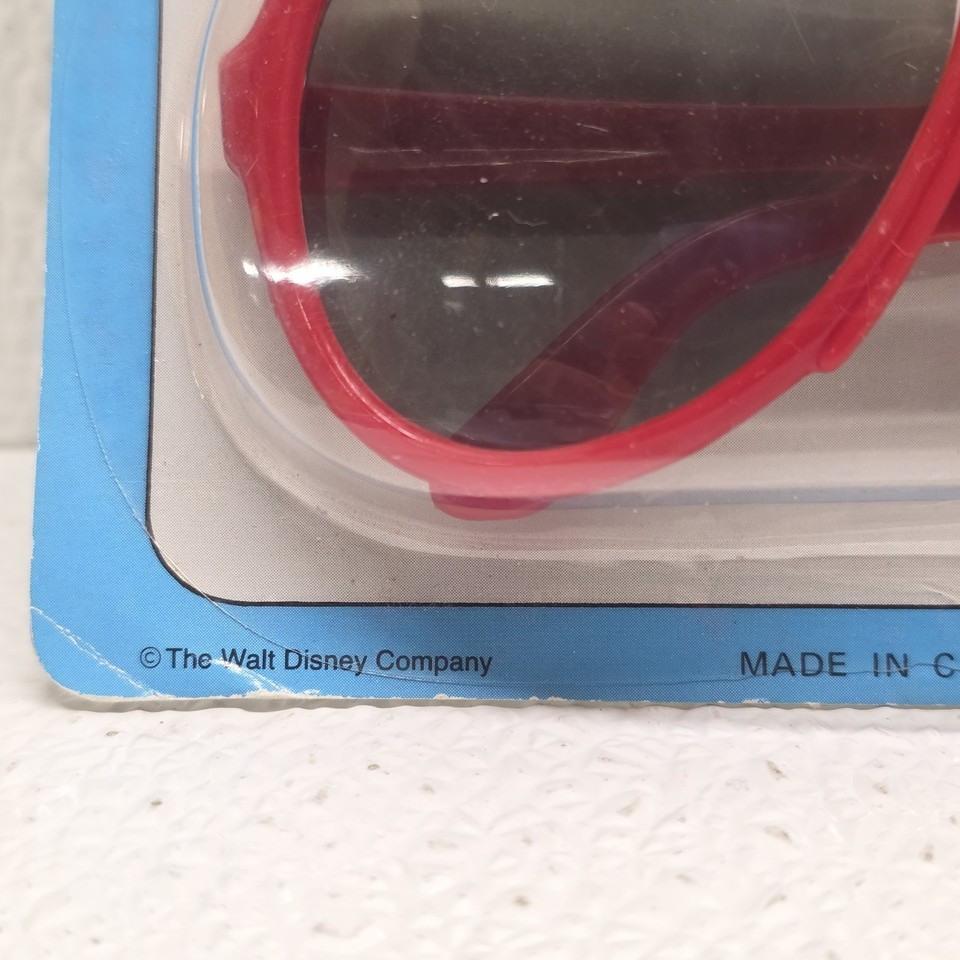 © The Walt Disney Company
MADE IN C